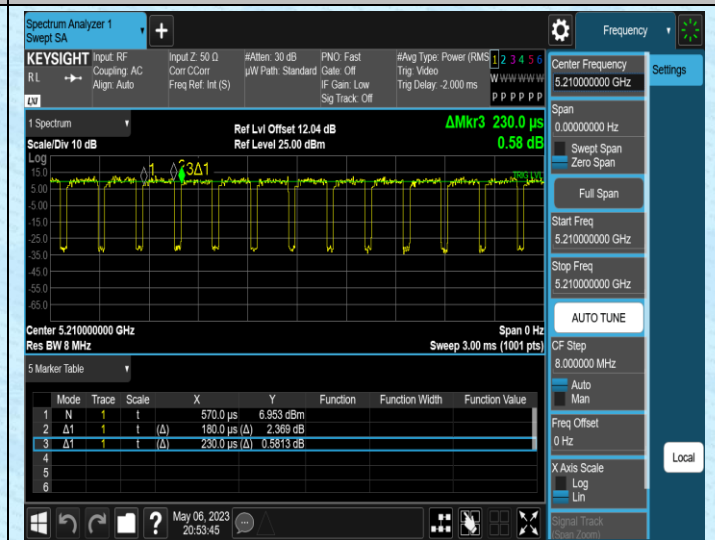 Spectrum Analyzer 1
Swept SA
Frequency
KEYSIGHT
RL
LXI
Input: RF
Coupling: AC
Align: Auto
Input Z: 50 Ω
Corr CCorr
Freq Ref: Int (S)
#Atten: 30 dB
µW Path: Standard
PNO: Fast
Gate: Off
IF Gain: Low
Sig Track: Off
#Avg Type: Power (RMS
Trig: Video
Trig Delay: -2.000 ms
1 2 3 4 5 6
W W W W W W
P P P P P P
1 Spectrum
Scale/Div 10 dB
Log
Ref Lvl Offset 12.04 dB
Ref Level 25.00 dBm
ΔMkr3 230.0 µs
0.58 dB
15.0
5.00
-5.00
-15.0
-25.0
-35.0
-45.0
-55.0
-65.0
1
3Δ1
TRIG LVL
Center 5.210000000 GHz
Res BW 8 MHz
Span 0 Hz
Sweep 3.00 ms (1001 pts)
5 Marker Table
Mode Trace Scale X Y Function Function Width Function Value
1 N 1 t 570.0 µs 6.953 dBm
2 Δ1 1 t (Δ) 180.0 µs (Δ) 2.369 dB
3 Δ1 1 t (Δ) 230.0 µs (Δ) 0.5813 dB
4
5
6
?
May 06, 2023
20:53:45
Center Frequency
5.210000000 GHz
Span
0.00000000 Hz
Swept Span
Zero Span
Full Span
Start Freq
5.210000000 GHz
Stop Freq
5.210000000 GHz
AUTO TUNE
CF Step
8.000000 MHz
Auto
Man
Freq Offset
0 Hz
X Axis Scale
Log
Lin
Signal Track
(Span Zoom)
Settings
Local